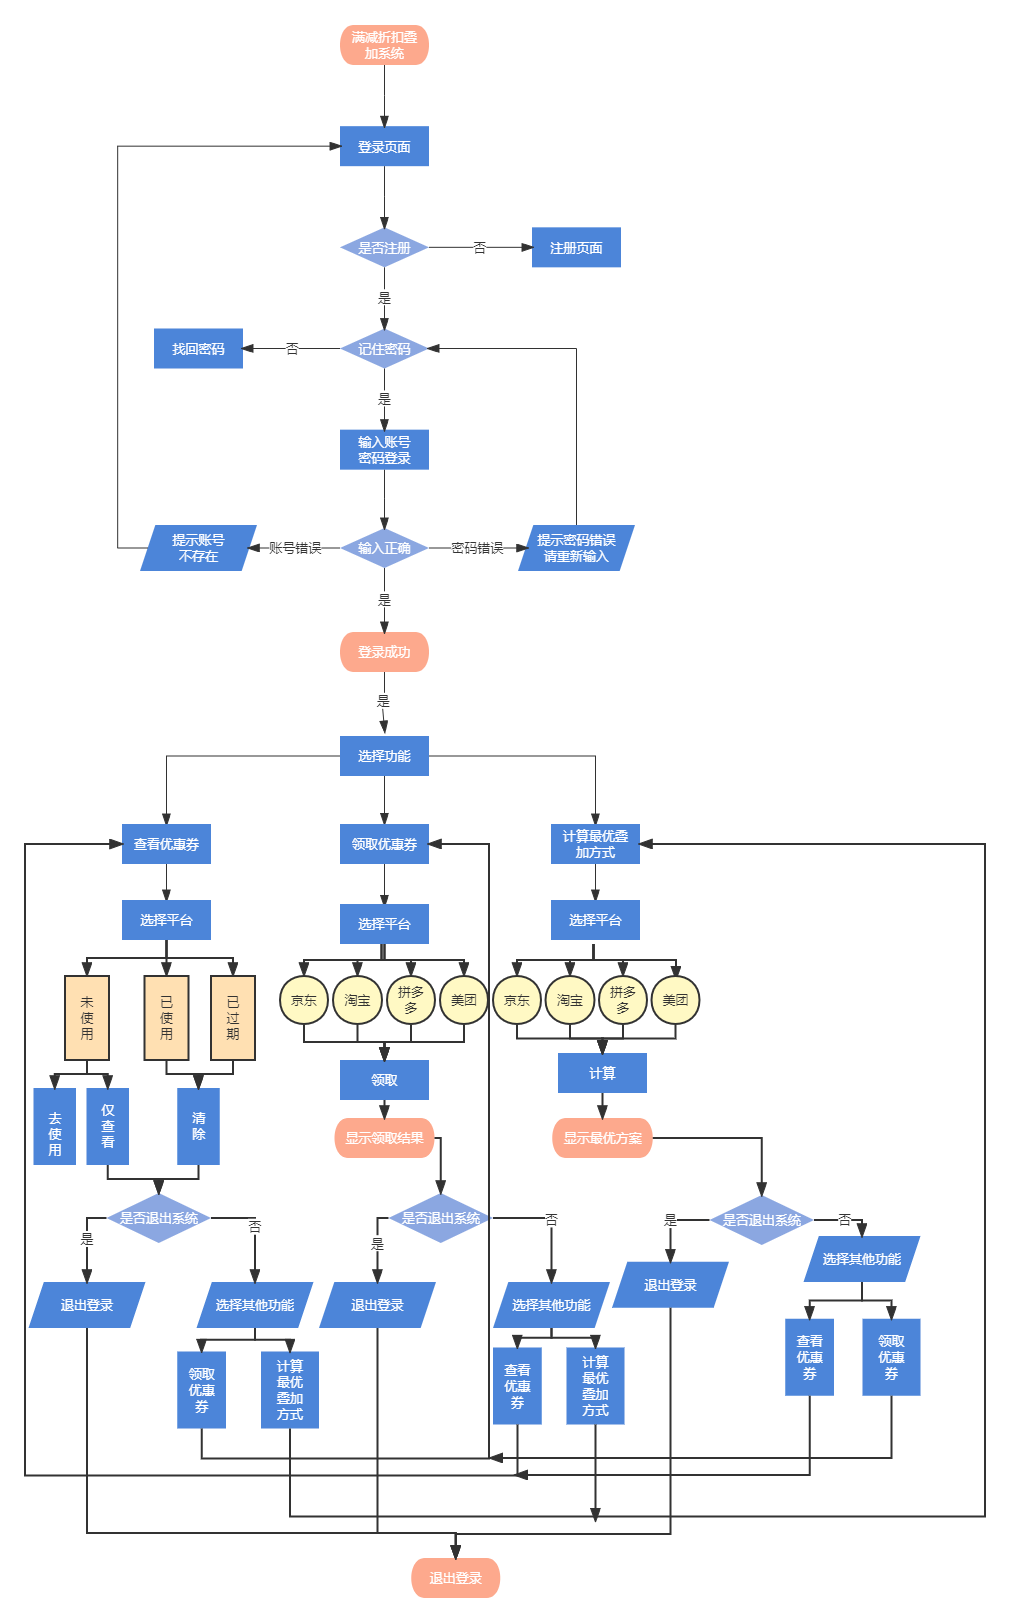 满减折扣叠
加系统
登录页面
是否注册
否
注册页面
是
找回密码
否
记住密码
是
输入账号
密码登录
提示账号
不存在
账号错误
输入正确
密码错误
提示密码错误
请重新输入
是
登录成功
是
选择功能
查看优惠券
领取优惠券
计算最优叠
加方式
选择平台
选择平台
选择平台
未
使
用
已
使
用
已
过
期
京东
淘宝
拼多
多
美团
京东
淘宝
拼多
多
美团
领取
计算
去
使
用
仅
查
看
清
除
显示领取结果
显示最优方案
是否退出系统
是
否
是否退出系统
是
否
是否退出系统
是
否
退出登录
选择其他功能
退出登录
选择其他功能
退出登录
选择其他功能
领取
优惠
券
计算
最优
叠加
方式
查看
优惠
券
计算
最优
叠加
方式
查看
优惠
券
领取
优惠
券
退出登录